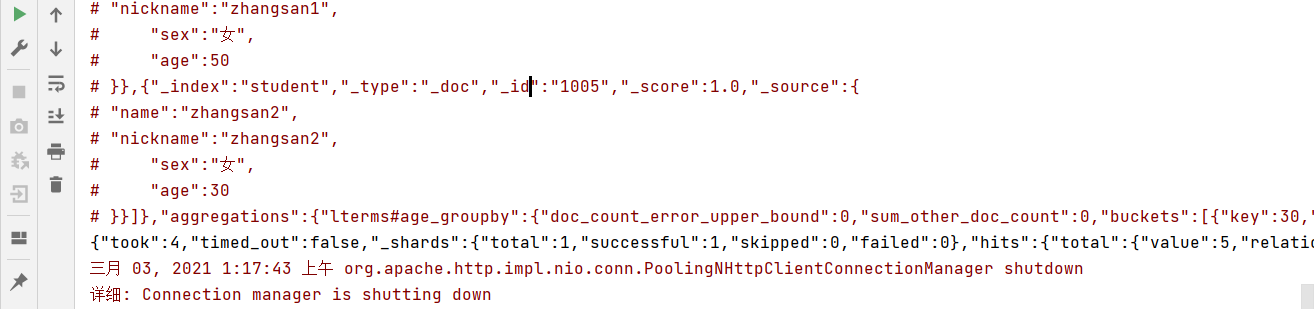 # "nickname":"zhangsan1",
#     "sex":"女",
#     "age":50
# }},{"_index":"student","_type":"_doc","_id":"1005","_score":1.0,"_source":{
# "name":"zhangsan2",
# "nickname":"zhangsan2",
#     "sex":"女",
#     "age":30
# }}]},"aggregations":{"lterms#age_groupby":{"doc_count_error_upper_bound":0,"sum_other_doc_count":0,"buckets":[{"key":30,"
{"took":4,"timed_out":false,"_shards":{"total":1,"successful":1,"skipped":0,"failed":0},"hits":{"total":{"value":5,"relatio
三月 03, 2021 1:17:43 上午 org.apache.http.impl.nio.conn.PoolingNHttpClientConnectionManager shutdown
详细: Connection manager is shutting down